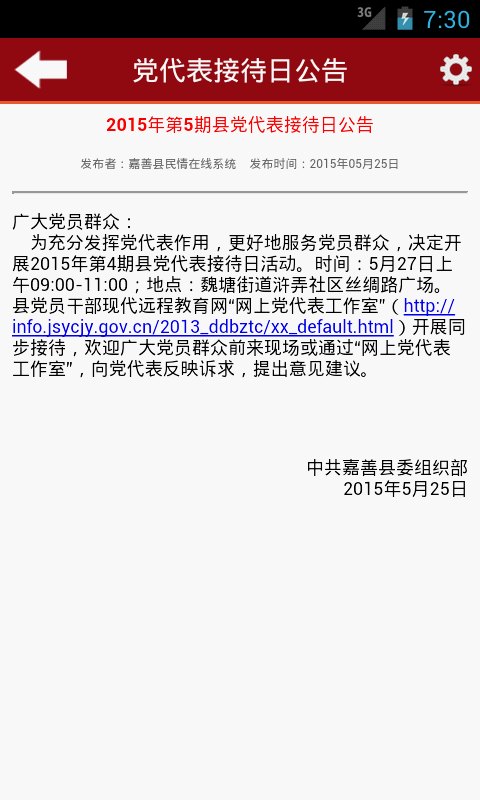 3G
7:30
党代表接待日公告
2015年第5期县党代表接待日公告
发布者：嘉善县民情在线系统 发布时间：2015年05月25日
广大党员群众：
为充分发挥党代表作用，更好地服务党员群众，决定开
展2015年第4期县党代表接待日活动。时间：5月27日上
午09:00-11:00；地点：魏塘街道浒弄社区丝绸路广场。
县党员干部现代远程教育网“网上党代表工作室”（http://
info.jsycjy.gov.cn/2013_ddbztc/xx_default.html）开展同
步接待，欢迎广大党员群众前来现场或通过“网上党代表
工作室”，向党代表反映诉求，提出意见建议。
中共嘉善县委组织部
2015年5月25日